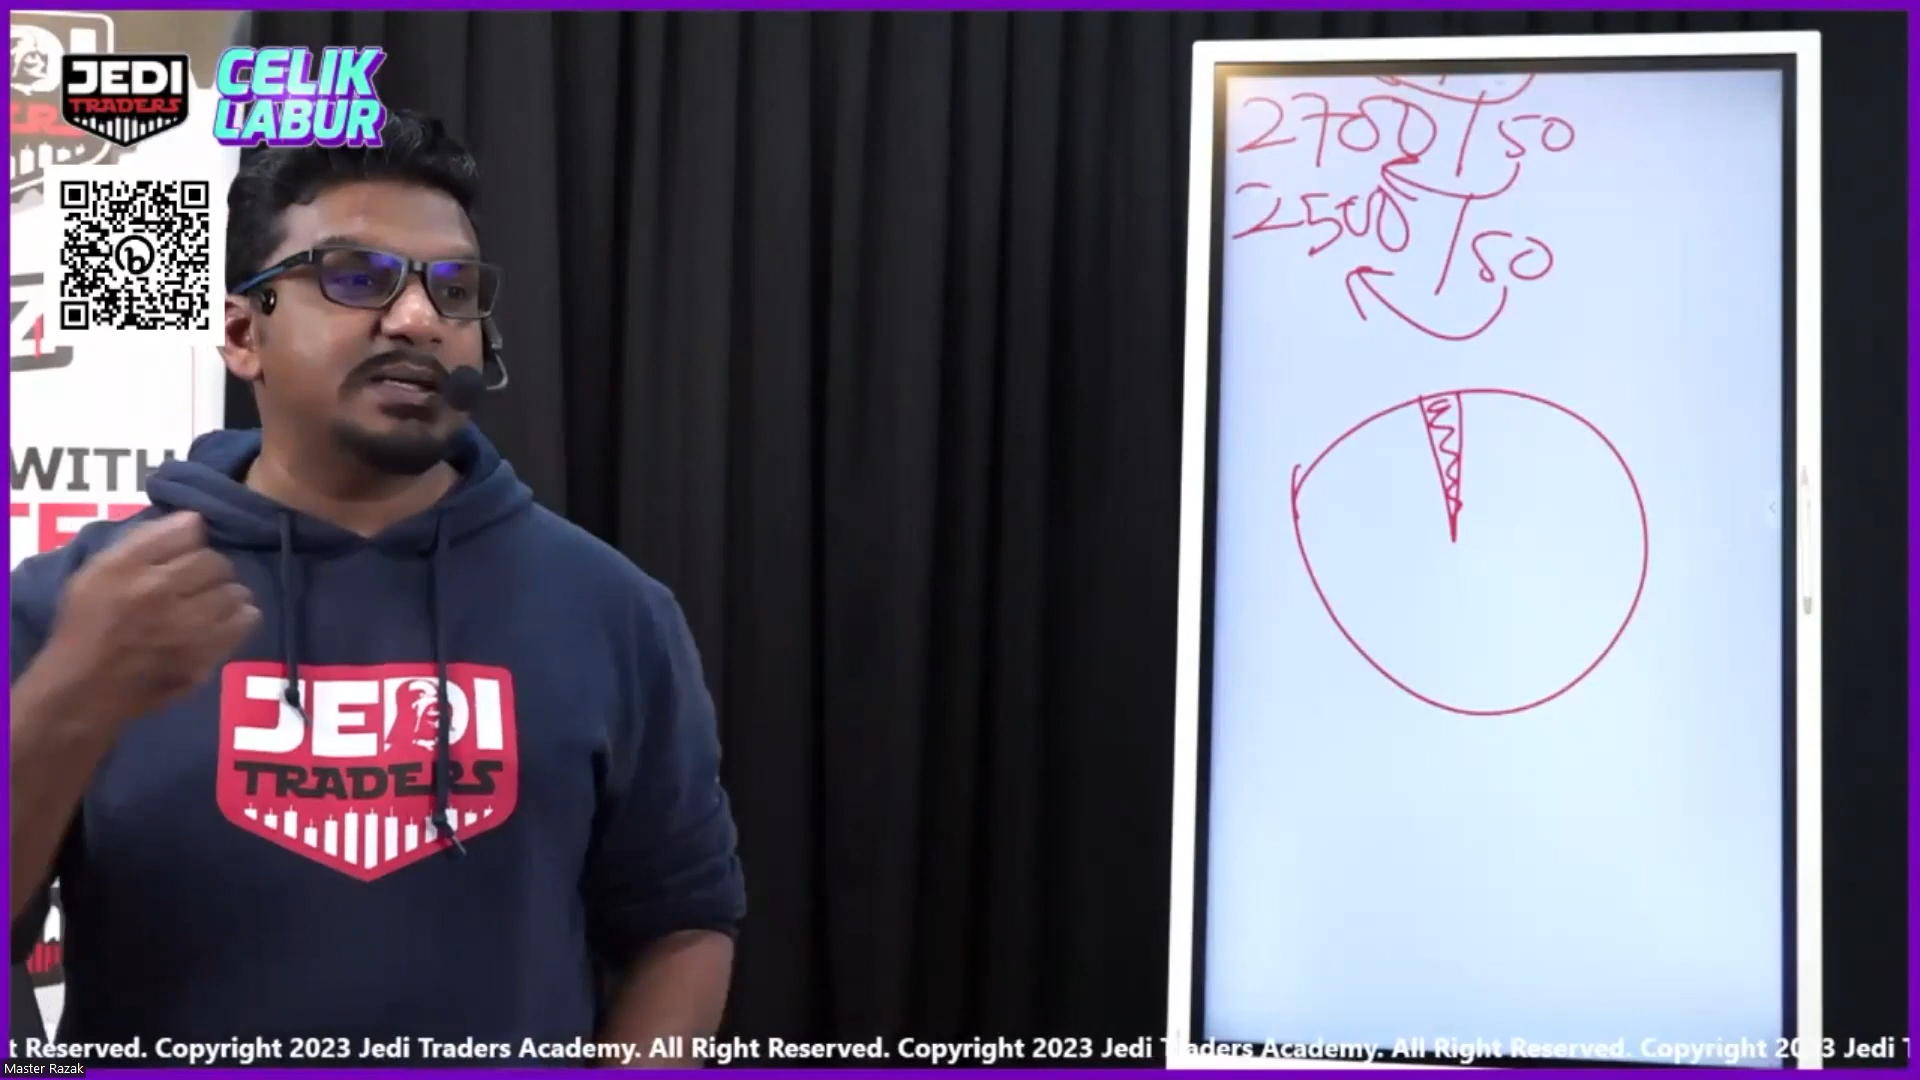 JEDI
TRADERS
CELIK
LABUR
2700/50
2500/50
WITH
JEDI
TRADERS
t Reserved. Copyright 2023 Jedi Traders Academy. All Right Reserved. Copyright 2023 Jedi Traders Academy. All Right Reserved. Copyright 2023 Jedi T
Master Razak